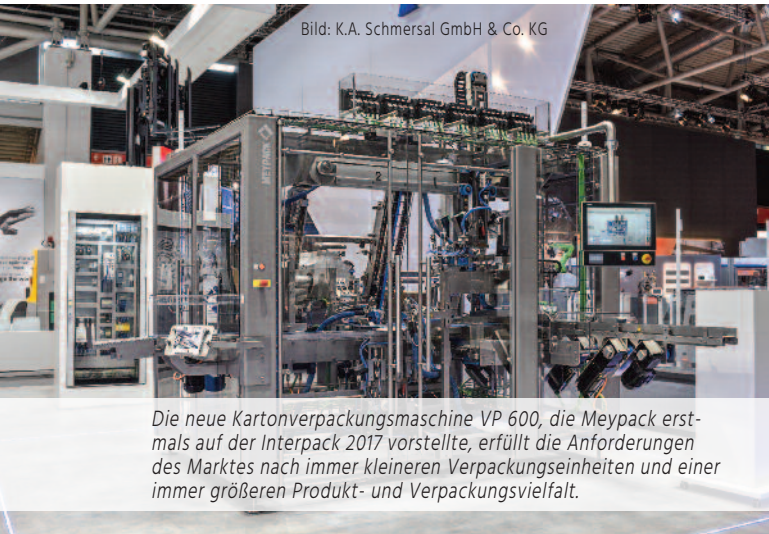 Bild: K.A. Schmersal GmbH & Co. KG
MEYPACK
2
Die neue Kartonverpackungsmaschine VP 600, die Meypack erst-
mals auf der Interpack 2017 vorstellte, erfüllt die Anforderungen
des Marktes nach immer kleineren Verpackungseinheiten und einer
immer größeren Produkt- und Verpackungsvielfalt.